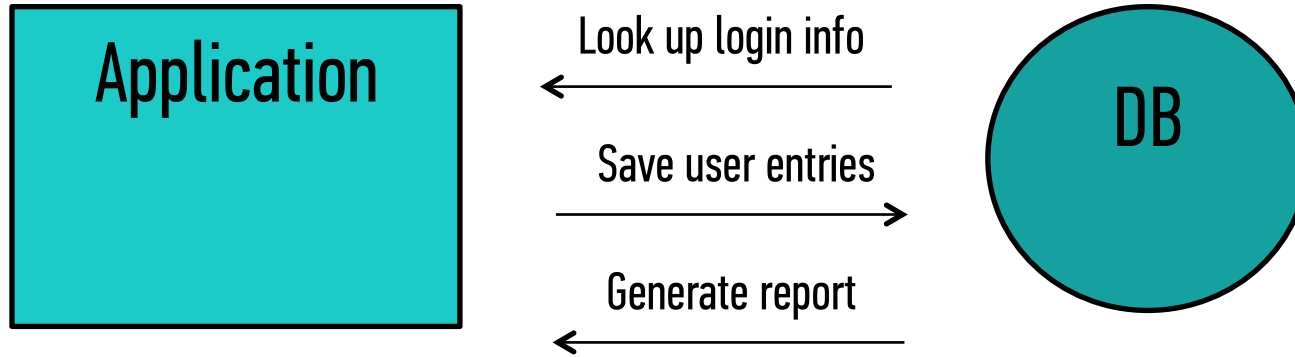 Application
Look up login info
DB
Save user entries
Generate report